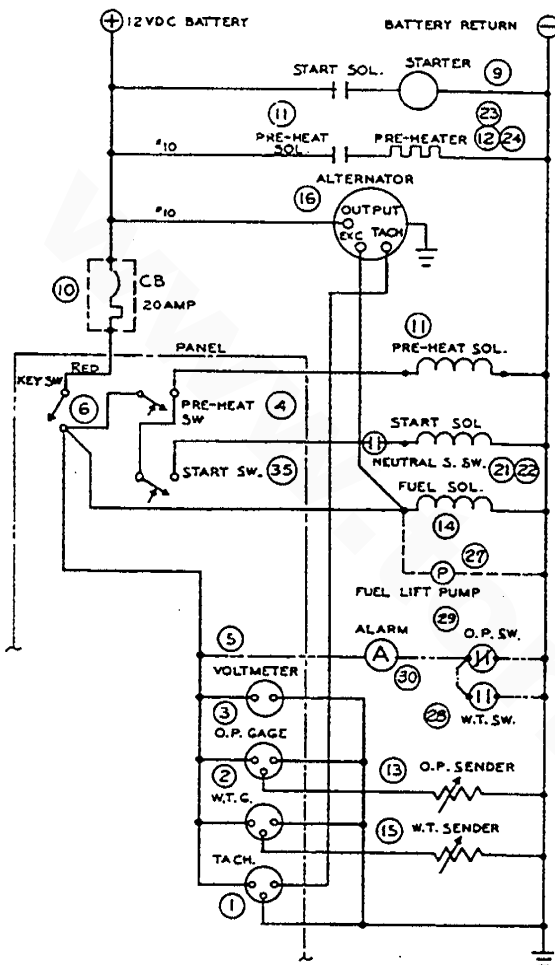 + 12VDC BATTERY BATTERY RETURN −
START SOL. STARTER 9
11 23
PRE-HEAT SOL. PRE-HEATER 12 24
#10
ALTERNATOR
16 OUTPUT
#10
EXC TACH
10 CB
20 AMP
PANEL
11
RED PRE-HEAT SOL.
KEY SW
6 PRE-HEAT SW 4
START SOL
NEUTRAL S. SW. 21 22
START SW. 35
FUEL SOL.
14
27
P
FUEL LIFT PUMP
29
ALARM O.P. SW.
5 A
30
VOLTMETER
3 28 W.T. SW.
O.P. GAGE
2 13 O.P. SENDER
W.T.G. 15 W.T. SENDER
TACH.
1